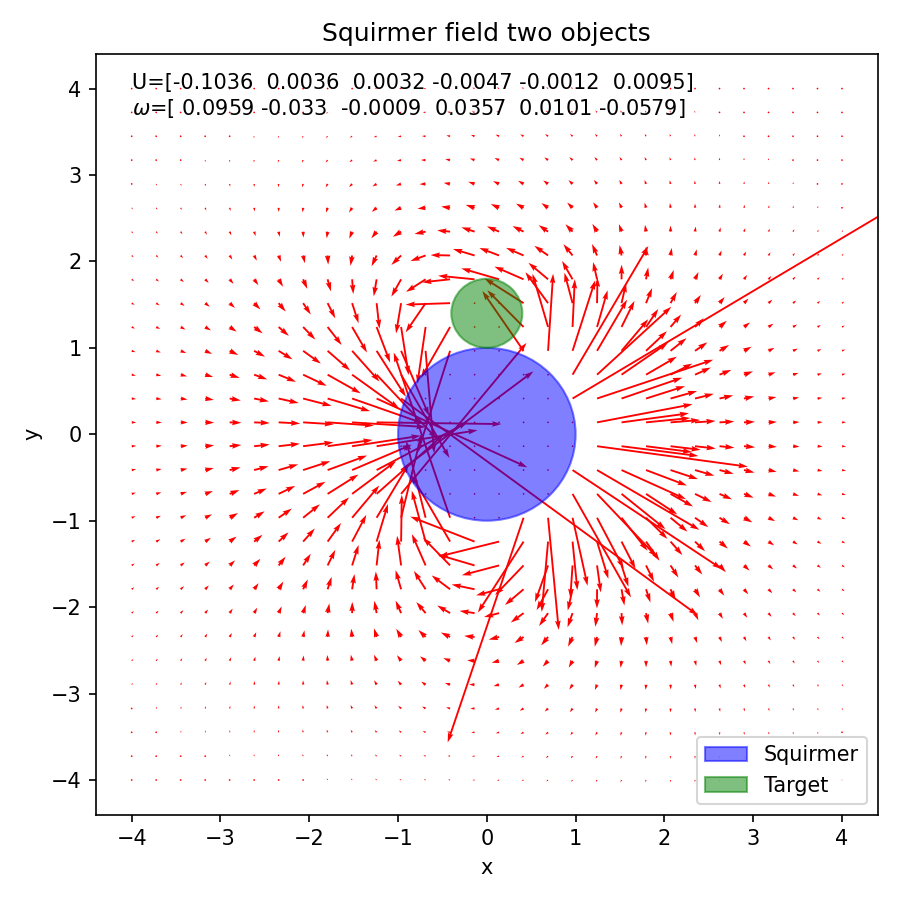 Squirmer field two objects
U=[-0.1036 0.0036 0.0032 -0.0047 -0.0012 0.0095]
ω=[ 0.0959 -0.033 -0.0009 0.0357 0.0101 -0.0579]
4
3
2
1
0
−1
−2
−3
−4
y
Squirmer
Target
−4 −3 −2 −1 0 1 2 3 4
x